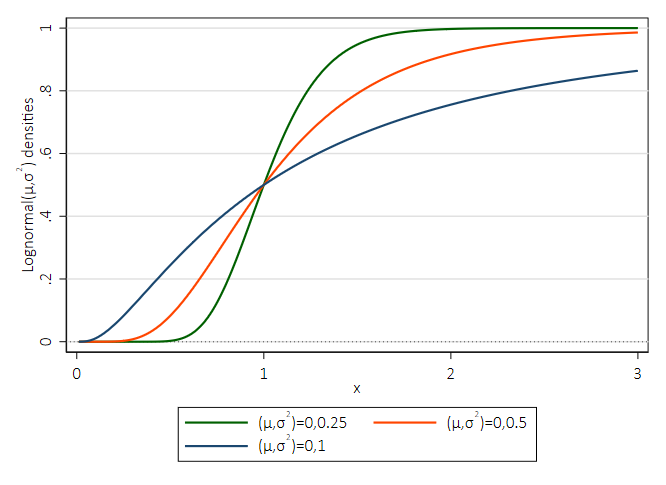 Lognormal(μ,σ²) densities
1
.8
.6
.4
.2
0
0 1 2 3
x
(μ,σ²)=0,0.25 (μ,σ²)=0,0.5
(μ,σ²)=0,1